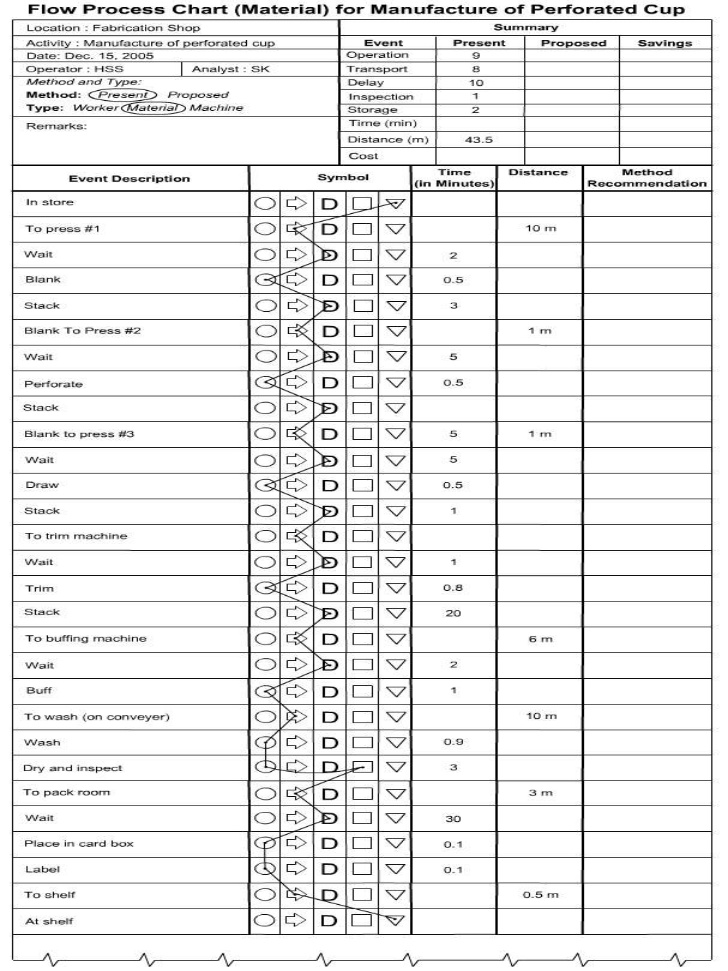 Flow Process Chart (Material) for Manufacture of Perforated Cup
Location : Fabrication Shop
Summary
Activity : Manufacture of perforated cup
Event Present Proposed Savings
Date: Dec. 15, 2005
Operation 9
Operator : HSS Analyst : SK
Transport 8
Method and Type:
Delay 10
Method: Present Proposed
Inspection 1
Type: Worker Material Machine
Storage 2
Remarks:
Time (min)
Distance (m) 43.5
Cost
Event Description Symbol Time (in Minutes) Distance Method Recommendation
In store D
To press #1 D 10 m
Wait D 2
Blank D 0.5
Stack D 3
Blank To Press #2 D 1 m
Wait D 5
Perforate D 0.5
Stack D
Blank to press #3 D 5 1 m
Wait D 5
Draw D 0.5
Stack D 1
To trim machine D
Wait D 1
Trim D 0.8
Stack D 20
To buffing machine D 6 m
Wait D 2
Buff D 1
To wash (on conveyer) D 10 m
Wash D 0.9
Dry and inspect D 3
To pack room D 3 m
Wait D 30
Place in card box D 0.1
Label D 0.1
To shelf D 0.5 m
At shelf D